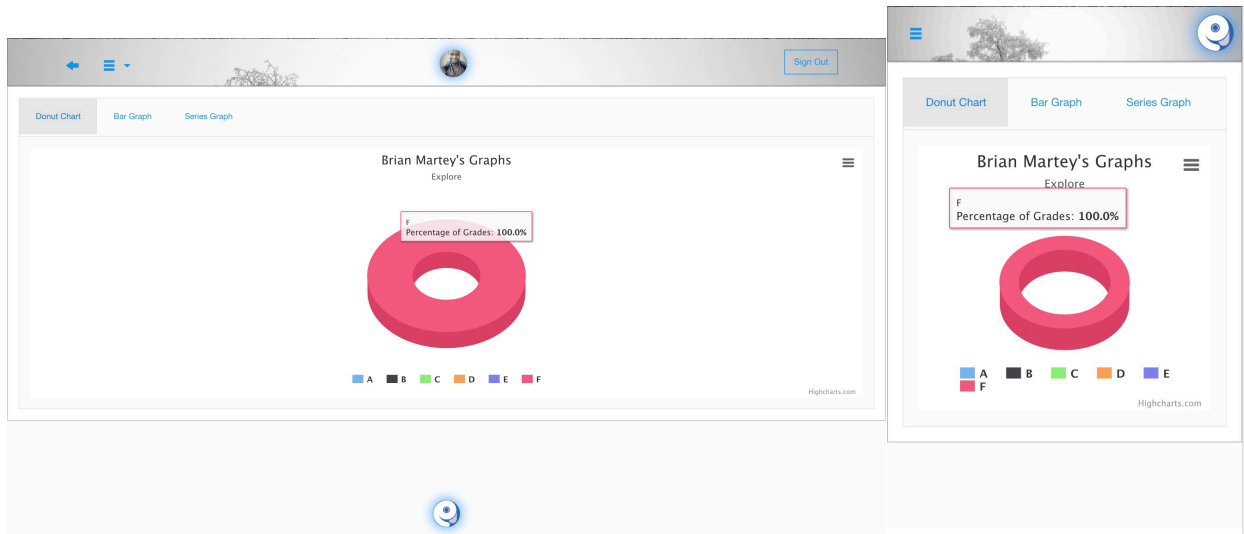 Sign Out
Donut Chart Bar Graph Series Graph
Brian Martey's Graphs
Explore
F
Percentage of Grades: 100.0%
A B C D E F
Highcharts.com
Donut Chart Bar Graph Series Graph
Brian Martey's Graphs
Explore
F
Percentage of Grades: 100.0%
A B C D E
F
Highcharts.com